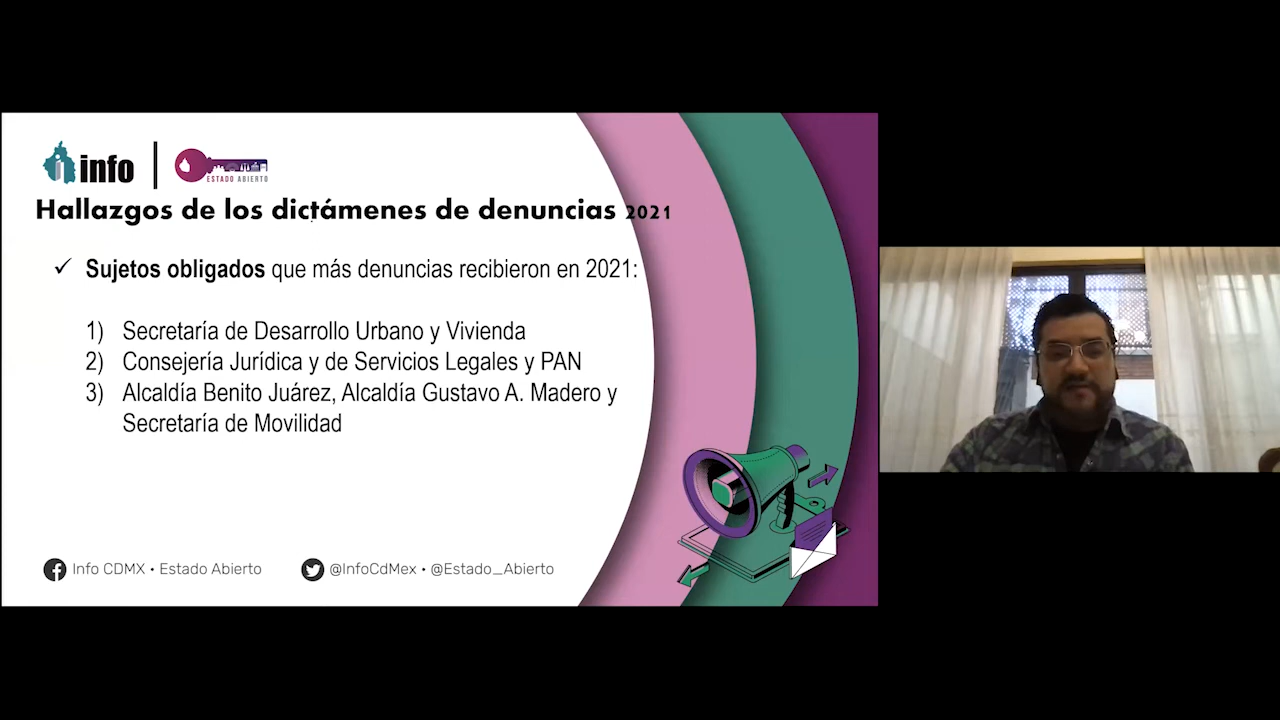 info
ESTADO ABIERTO
Hallazgos de los dictámenes de denuncias 2021
✓ Sujetos obligados que más denuncias recibieron en 2021:
1) Secretaría de Desarrollo Urbano y Vivienda
2) Consejería Jurídica y de Servicios Legales y PAN
3) Alcaldía Benito Juárez, Alcaldía Gustavo A. Madero y
Secretaría de Movilidad
Info CDMX • Estado Abierto
@InfoCdMex • @Estado_Abierto